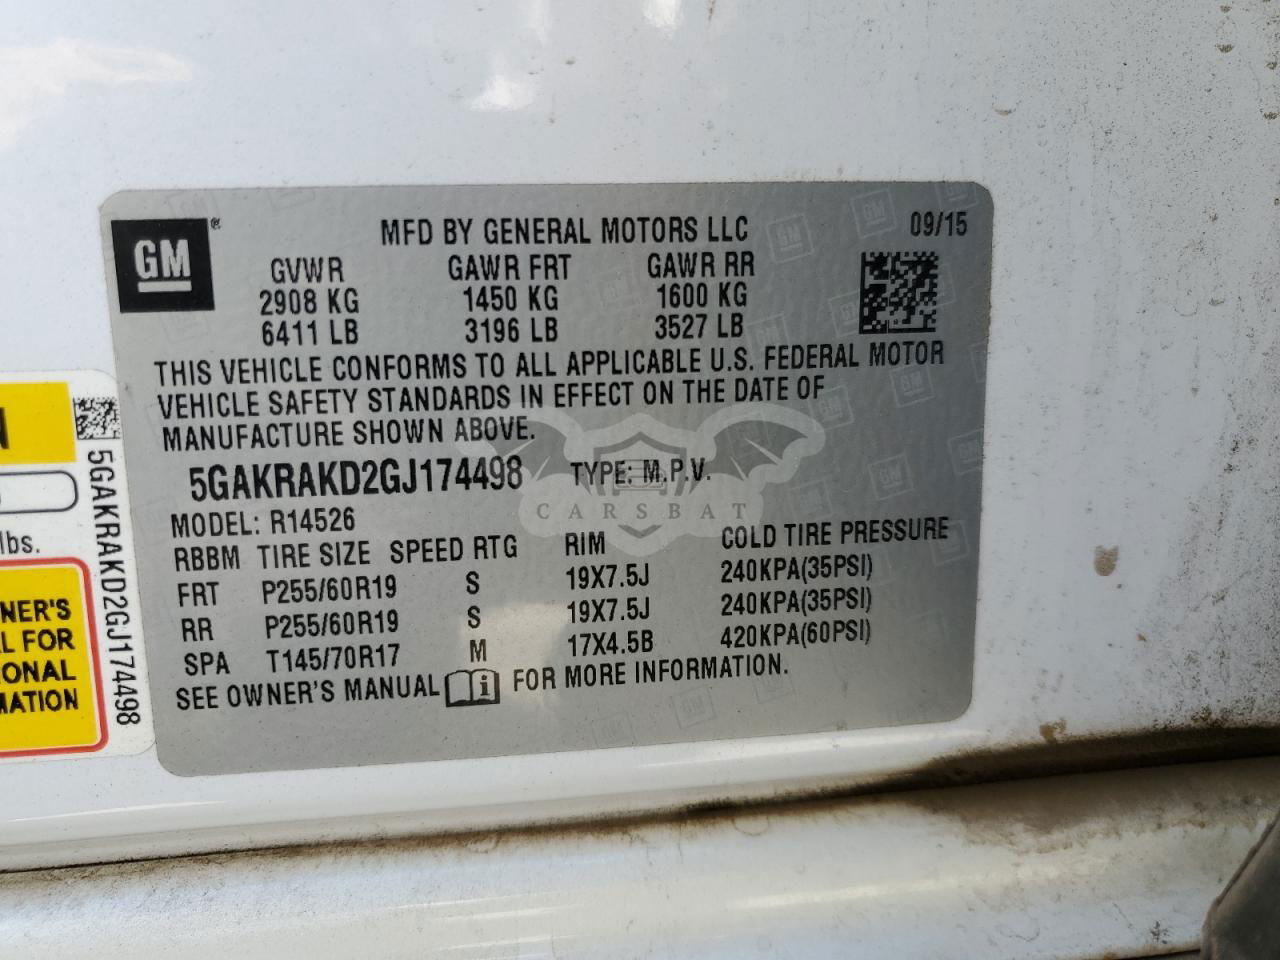 GM®
MFD BY GENERAL MOTORS LLC 09/15
GVWR GAWR FRT GAWR RR
2908 KG 1450 KG 1600 KG
6411 LB 3196 LB 3527 LB
THIS VEHICLE CONFORMS TO ALL APPLICABLE U.S. FEDERAL MOTOR
VEHICLE SAFETY STANDARDS IN EFFECT ON THE DATE OF
MANUFACTURE SHOWN ABOVE.
5GAKRAKD2GJ174498 TYPE: M.P.V.
CARSBAT
MODEL: R14526
RBBM TIRE SIZE SPEED RTG RIM COLD TIRE PRESSURE
FRT P255/60R19 S 19X7.5J 240KPA(35PSI)
RR P255/60R19 S 19X7.5J 240KPA(35PSI)
SPA T145/70R17 M 17X4.5B 420KPA(60PSI)
SEE OWNER'S MANUAL i FOR MORE INFORMATION.
5GAKRAKD2GJ174498
N
lbs.
NER'S
L FOR
ONAL
MATION